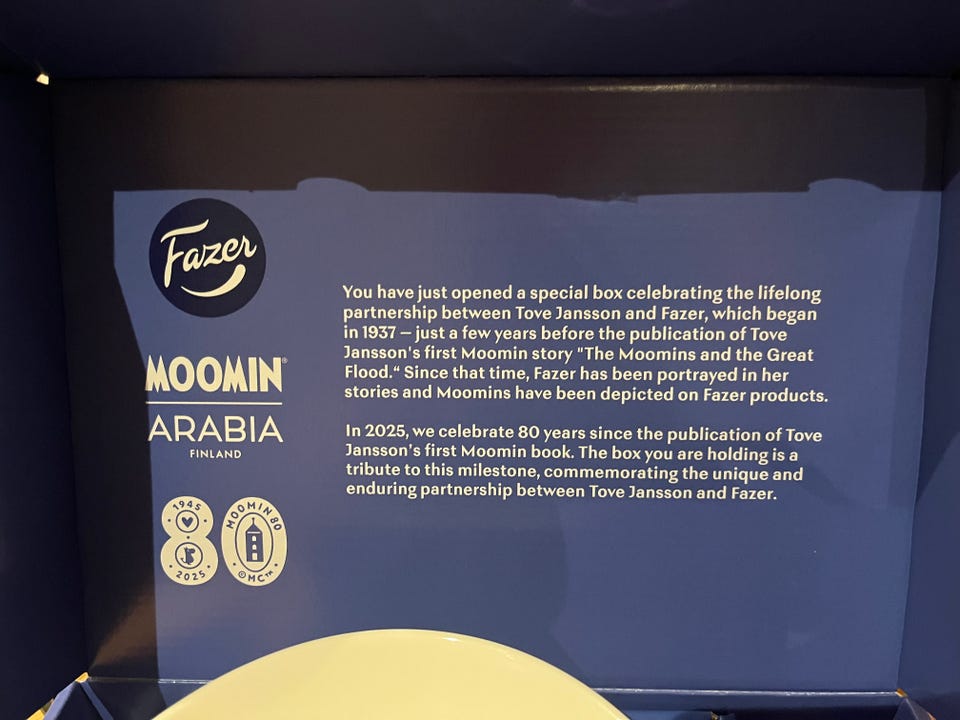 Fazer
MOOMIN®
ARABIA
FINLAND
1945
2025
MOOMIN 80
©MC™
You have just opened a special box celebrating the lifelong
partnership between Tove Jansson and Fazer, which began
in 1937 – just a few years before the publication of Tove
Jansson's first Moomin story "The Moomins and the Great
Flood.“ Since that time, Fazer has been portrayed in her
stories and Moomins have been depicted on Fazer products.
In 2025, we celebrate 80 years since the publication of Tove
Jansson's first Moomin book. The box you are holding is a
tribute to this milestone, commemorating the unique and
enduring partnership between Tove Jansson and Fazer.